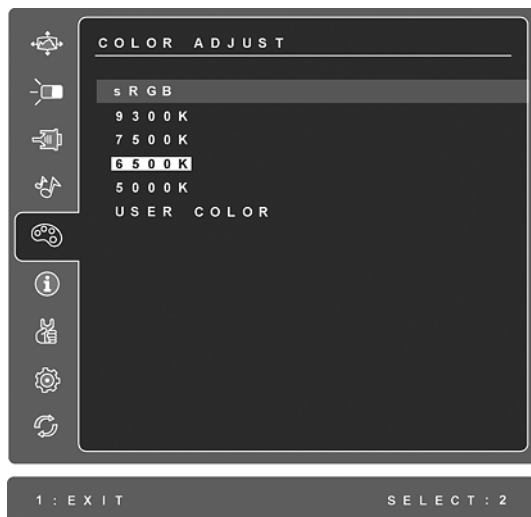 COLOR ADJUST
sRGB
9300K
7500K
6500K
5000K
USER COLOR
1:EXIT SELECT:2